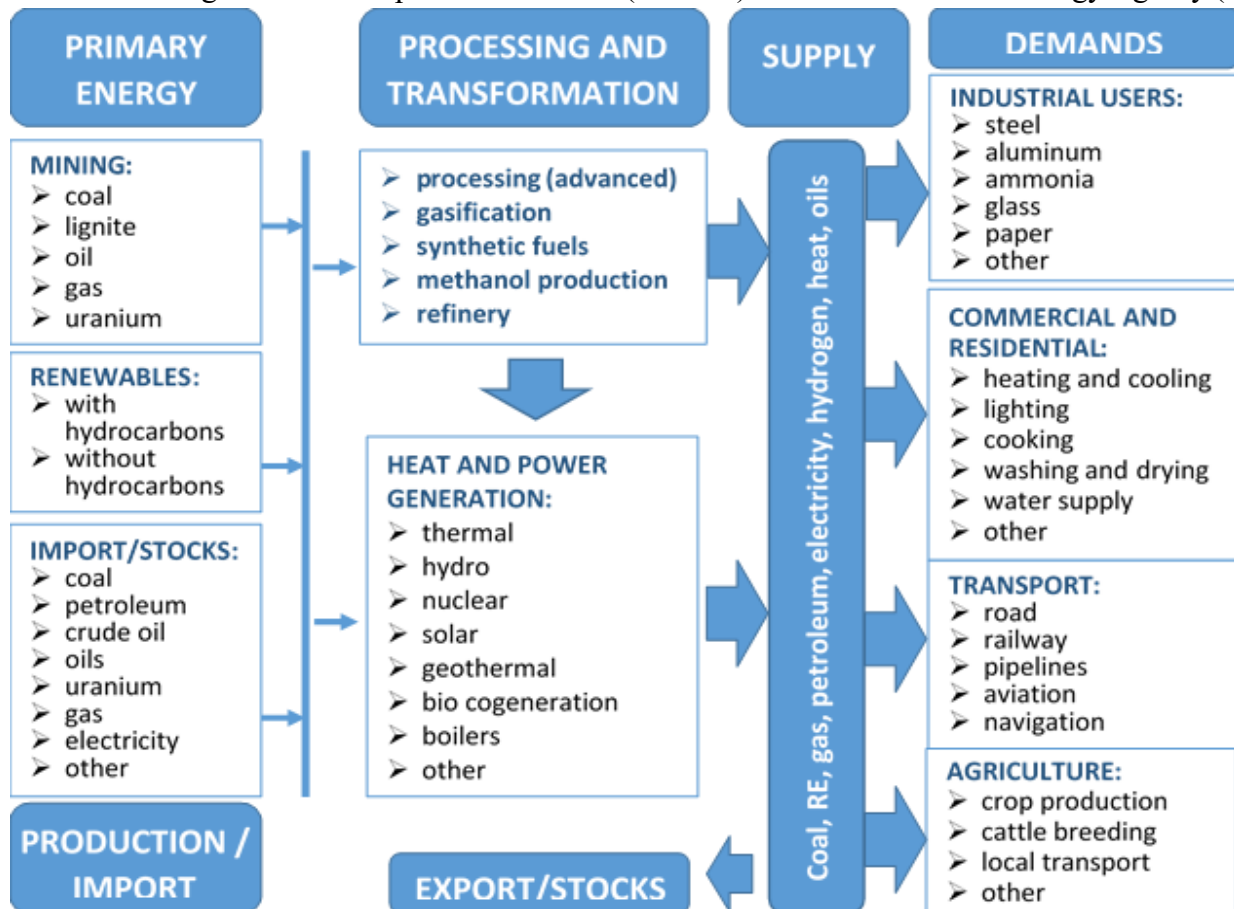 PRIMARY
ENERGY
MINING:
➢ coal
➢ lignite
➢ oil
➢ gas
➢ uranium
RENEWABLES:
➢ with
hydrocarbons
➢ without
hydrocarbons
IMPORT/STOCKS:
➢ coal
➢ petroleum
➢ crude oil
➢ oils
➢ uranium
➢ gas
➢ electricity
➢ other
PRODUCTION /
IMPORT
PROCESSING AND
TRANSFORMATION
➢ processing (advanced)
➢ gasification
➢ synthetic fuels
➢ methanol production
➢ refinery
HEAT AND POWER
GENERATION:
➢ thermal
➢ hydro
➢ nuclear
➢ solar
➢ geothermal
➢ bio cogeneration
➢ boilers
➢ other
EXPORT/STOCKS
SUPPLY
Coal, RE, gas, petroleum, electricity, hydrogen, heat, oils
DEMANDS
INDUSTRIAL USERS:
➢ steel
➢ aluminum
➢ ammonia
➢ glass
➢ paper
➢ other
COMMERCIAL AND
RESIDENTIAL:
➢ heating and cooling
➢ lighting
➢ cooking
➢ washing and drying
➢ water supply
➢ other
TRANSPORT:
➢ road
➢ railway
➢ pipelines
➢ aviation
➢ navigation
AGRICULTURE:
➢ crop production
➢ cattle breeding
➢ local transport
➢ other